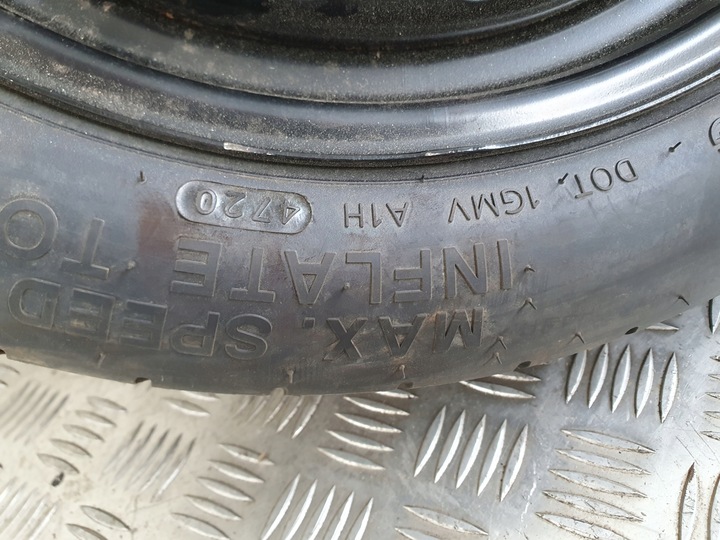 DOT. 1GMV A1H 4720
INFLATE TO
MAX. SPEED